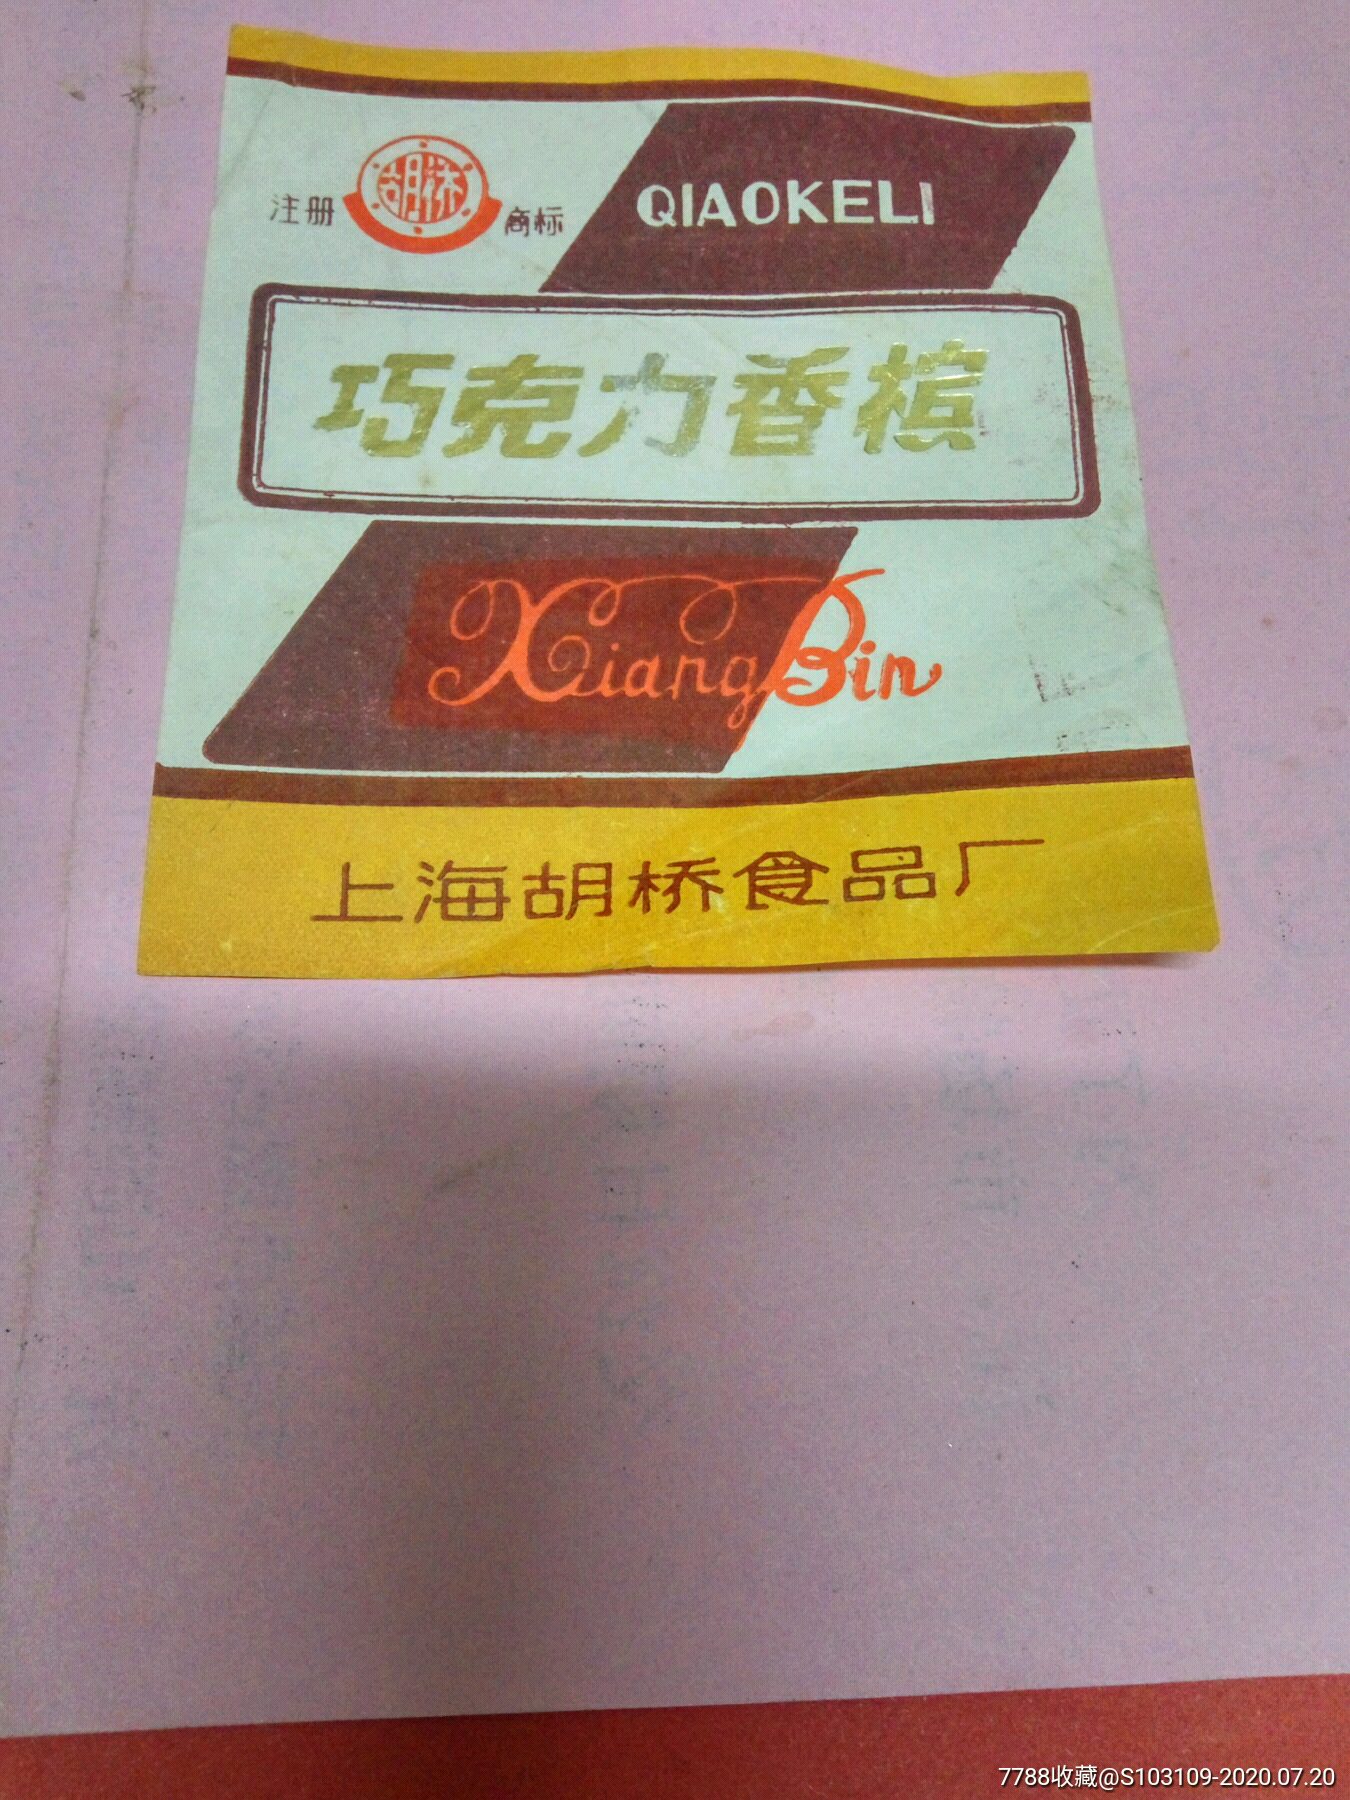 注册 胡桥 商标
QIAOKELI
巧克力香槟
XiangBin
上海胡桥食品厂
7788收藏@S103109-2020.07.20